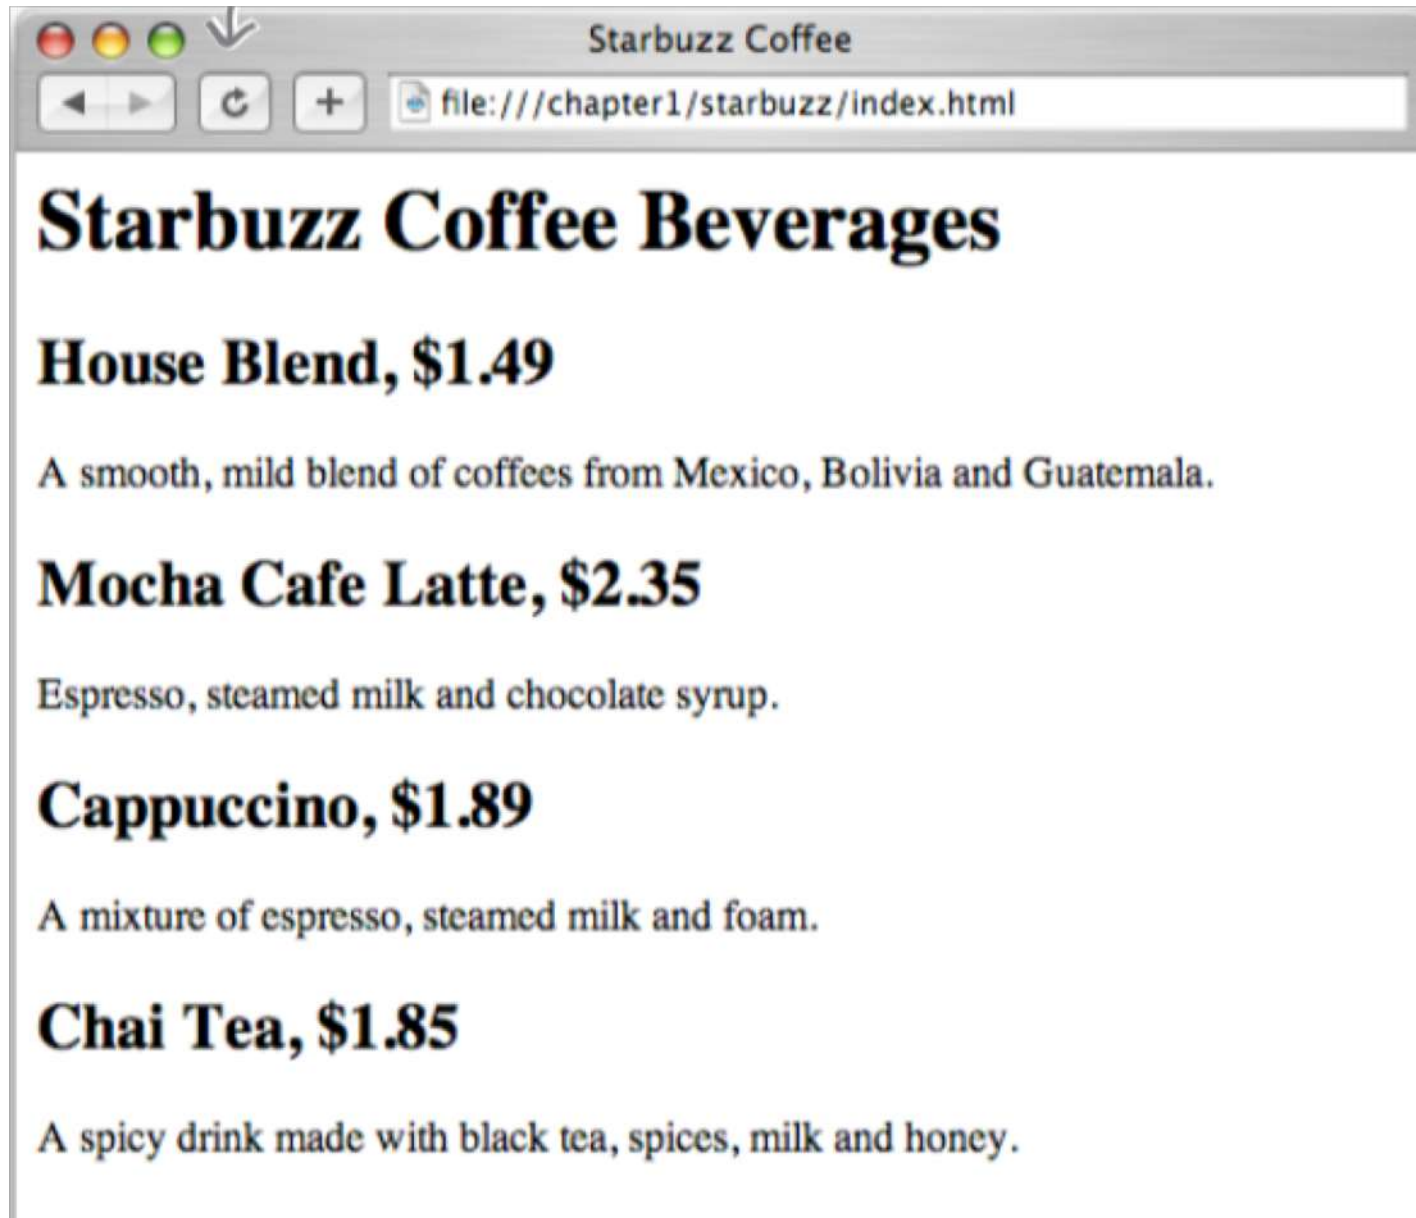 Starbuzz Coffee
file:///chapter1/starbuzz/index.html
Starbuzz Coffee Beverages
House Blend, $1.49
A smooth, mild blend of coffees from Mexico, Bolivia and Guatemala.
Mocha Cafe Latte, $2.35
Espresso, steamed milk and chocolate syrup.
Cappuccino, $1.89
A mixture of espresso, steamed milk and foam.
Chai Tea, $1.85
A spicy drink made with black tea, spices, milk and honey.